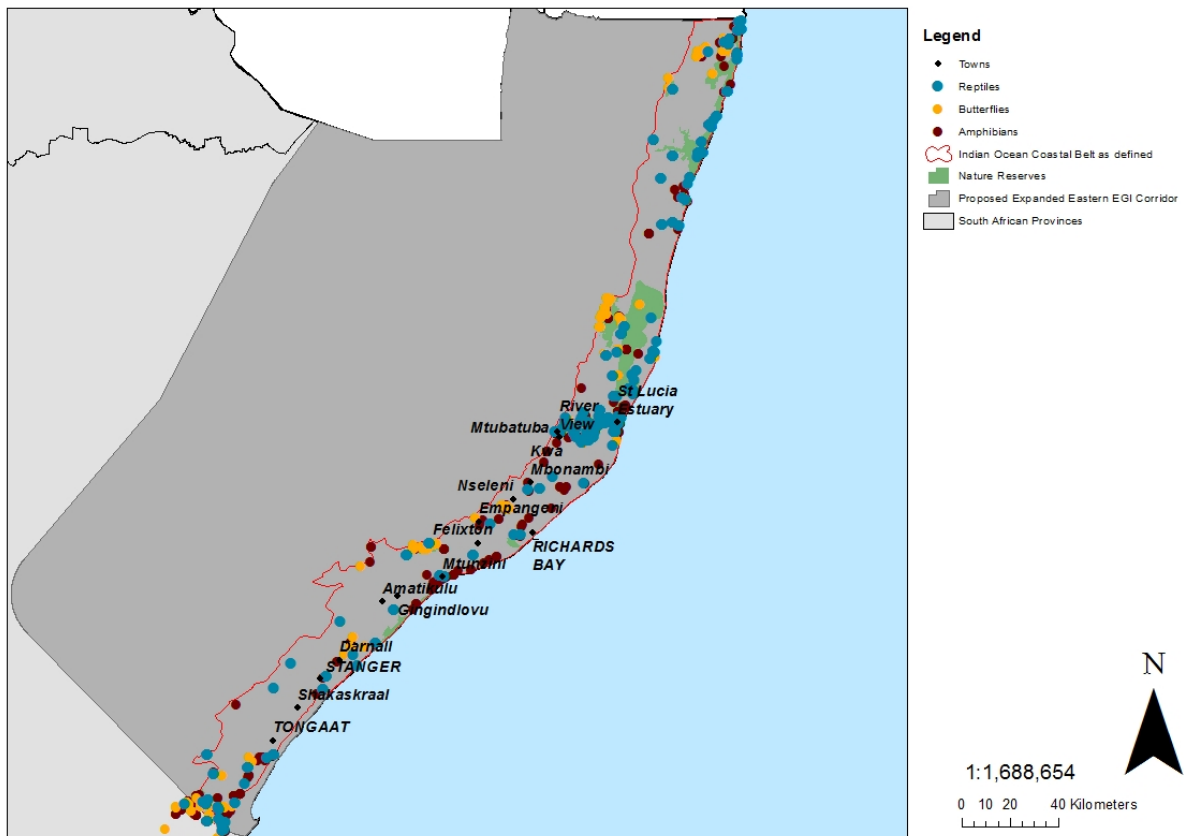 Legend
Towns
Reptiles
Butterflies
Amphibians
Indian Ocean Coastal Belt as defined
Nature Reserves
Proposed Expanded Eastern EGI Corridor
South African Provinces
St Lucia
Estuary
River
View
Mtubatuba
Kwa
Mbonambi
Nseleni
Empangeni
Felixton
RICHARDS
BAY
Mtunzini
Amatikulu
Gingindlovu
Darnall
STANGER
Shakaskraal
TONGAAT
N
1:1,688,654
0 10 20 40 Kilometers